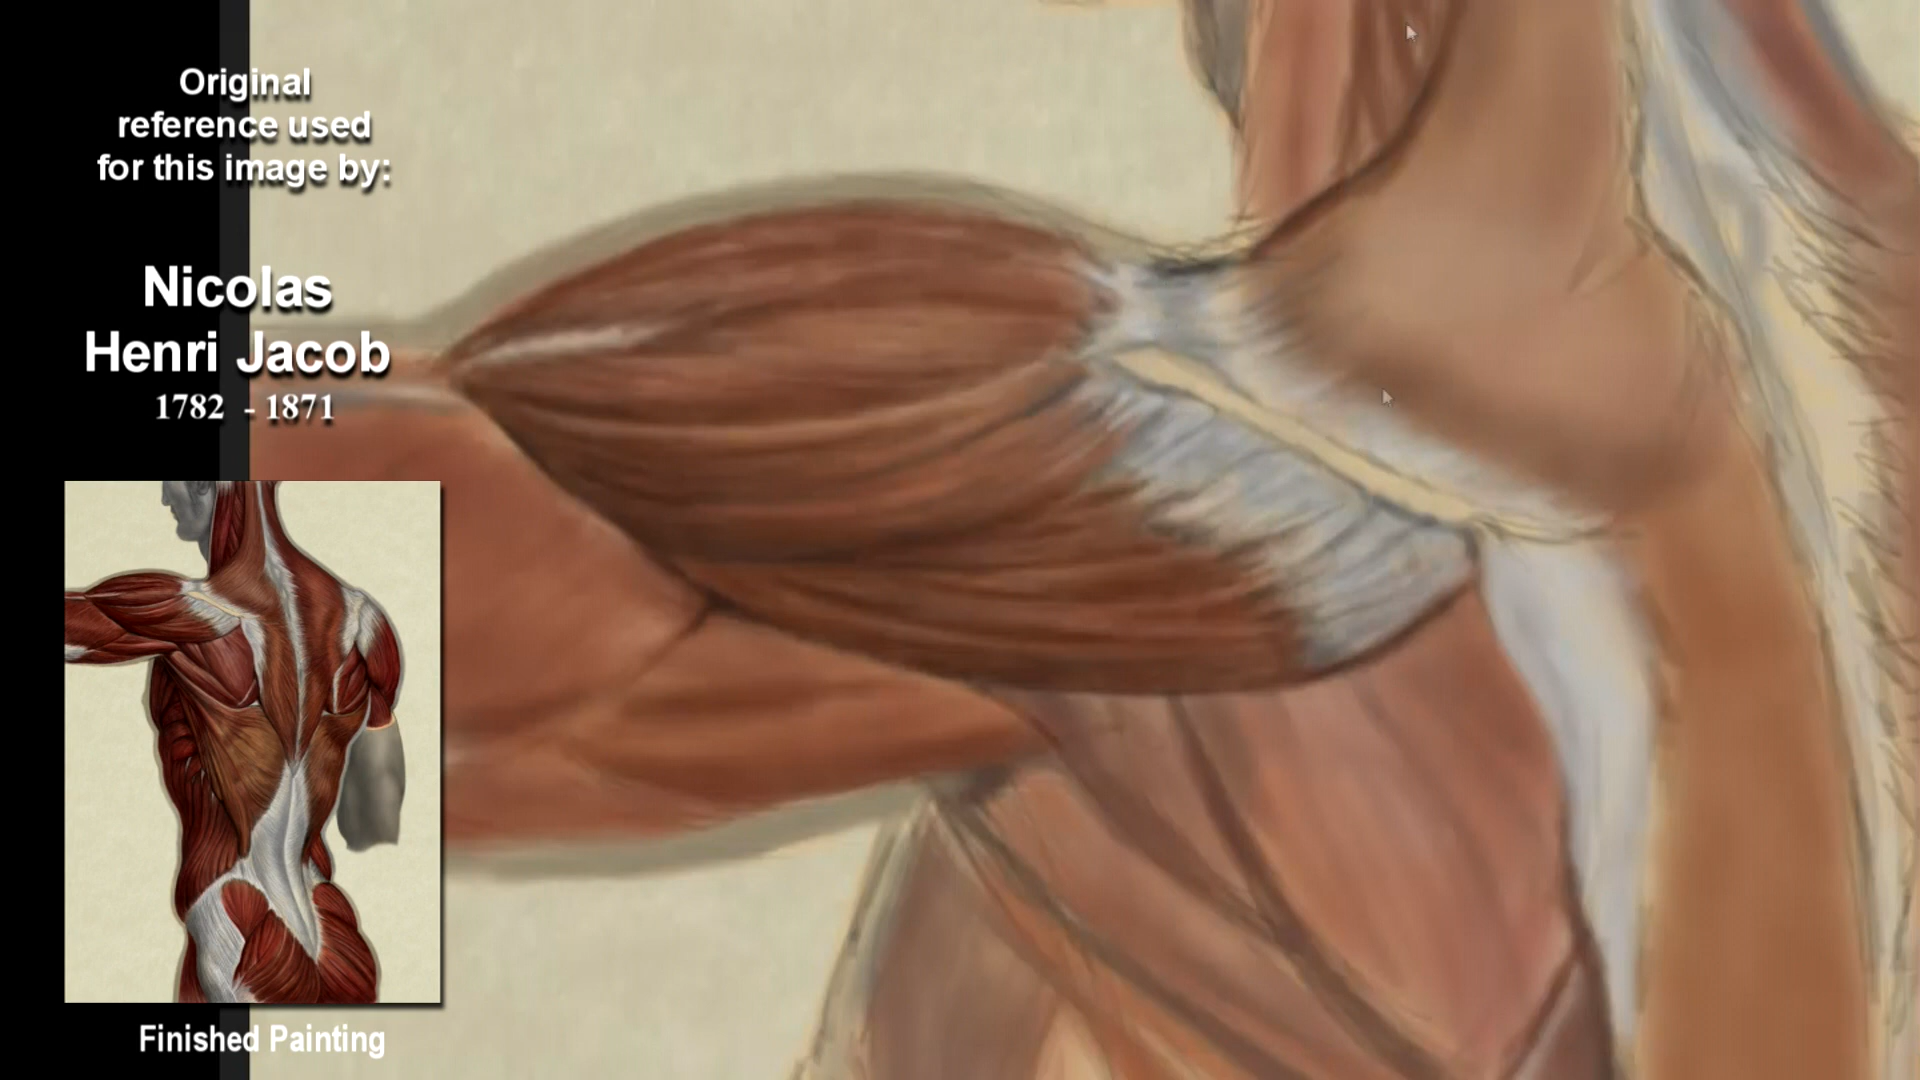 Original
reference used
for this image by:
Nicolas
Henri Jacob
1782 - 1871
Finished Painting